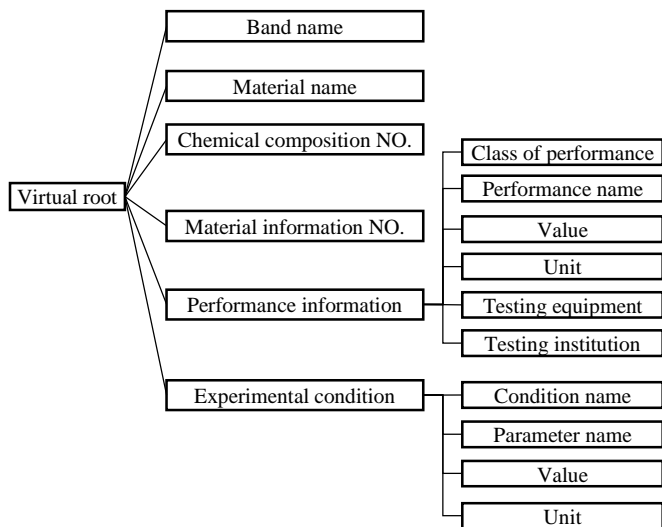 Band name
Material name
Chemical composition NO.
Class of performance
Performance name
Virtual root
Material information NO.
Value
Unit
Performance information
Testing equipment
Testing institution
Experimental condition
Condition name
Parameter name
Value
Unit